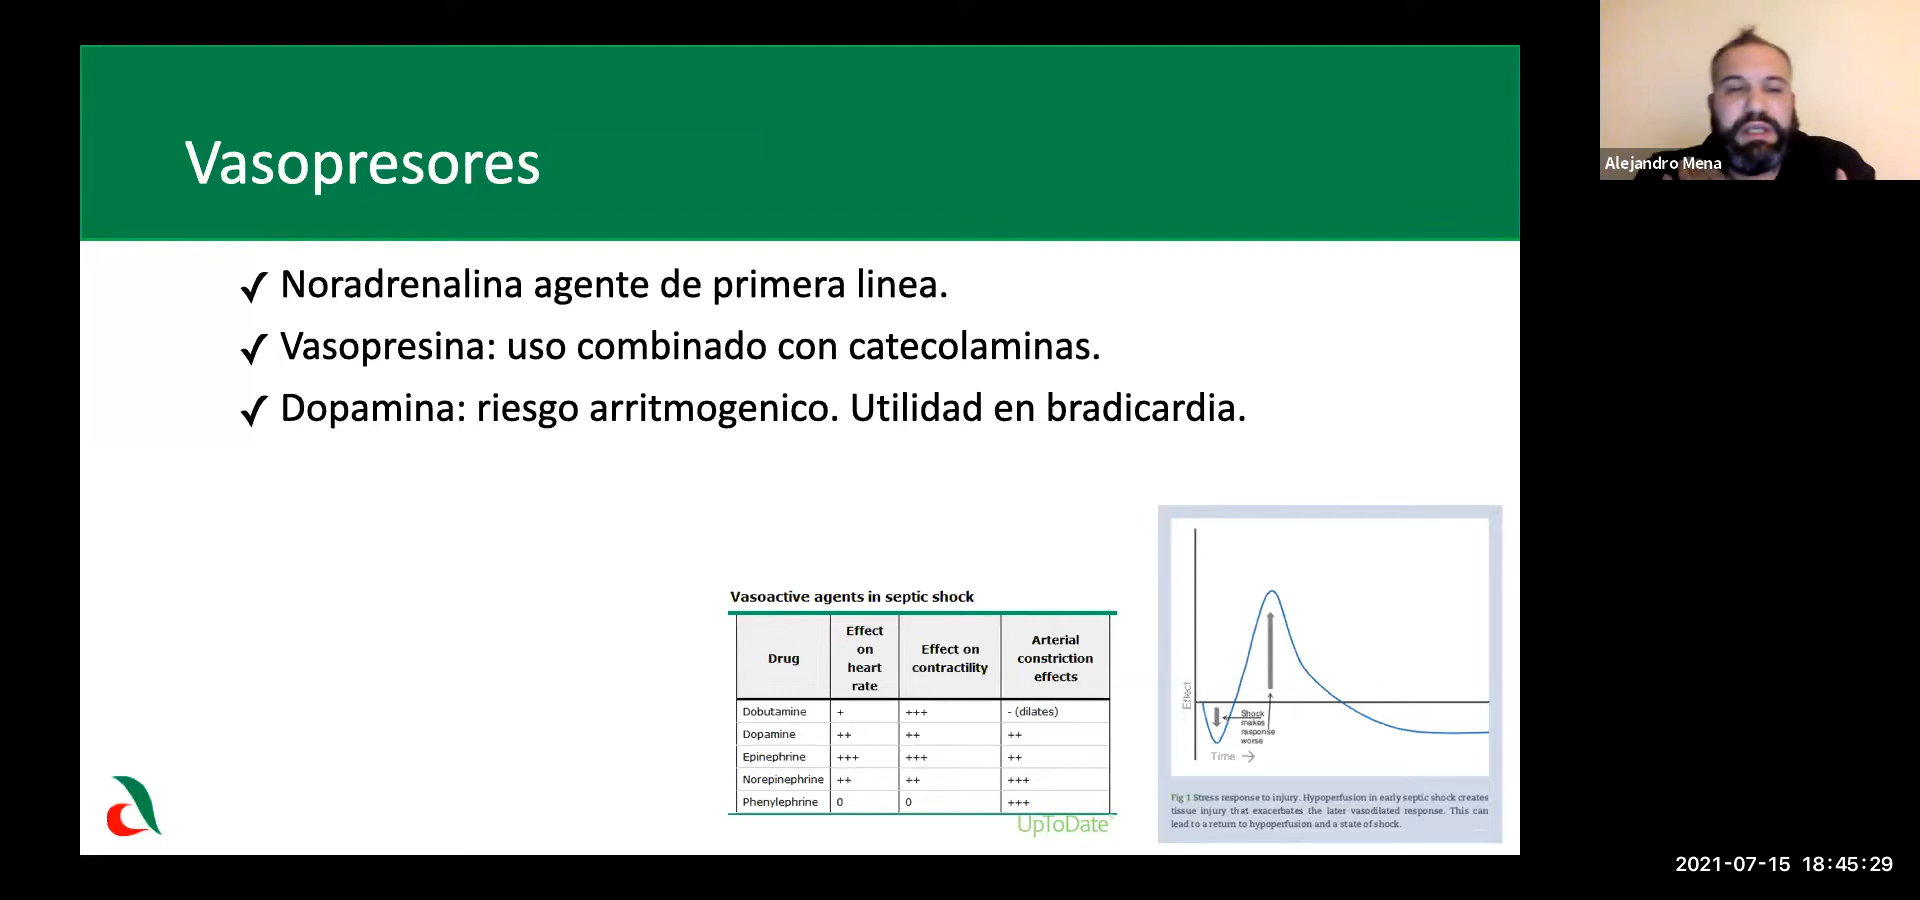 Vasopresores
✓ Noradrenalina agente de primera linea.
✓ Vasopresina: uso combinado con catecolaminas.
✓ Dopamina: riesgo arritmogenico. Utilidad en bradicardia.
Vasoactive agents in septic shock
Drug | Effect on heart rate | Effect on contractility | Arterial constriction effects
Dobutamine | + | +++ | - (dilates)
Dopamine | ++ | ++ | ++
Epinephrine | +++ | +++ | ++
Norepinephrine | ++ | ++ | +++
Phenylephrine | 0 | 0 | +++
UpToDate®
Effect
Shock
makes
response
worse
Time →
Fig 1 Stress response to injury. Hypoperfusion in early septic shock creates
tissue injury that exacerbates the later vasodilated response. This can
lead to a return to hypoperfusion and a state of shock.
Alejandro Mena
2021-07-15 18:45:29